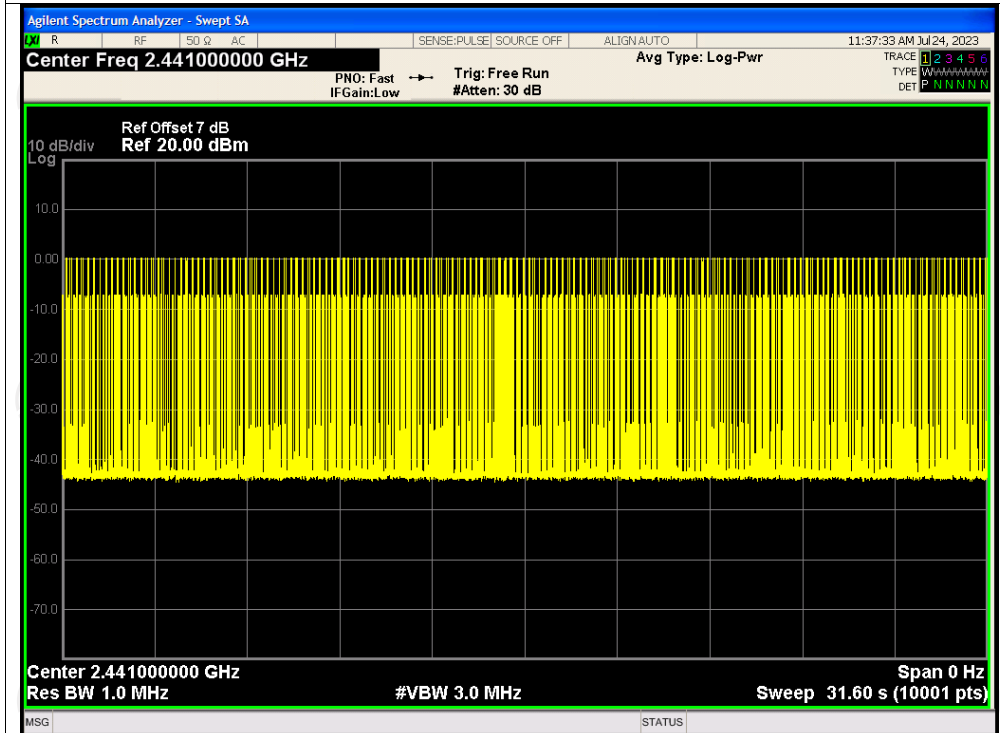 Agilent Spectrum Analyzer - Swept SA
LXI R RF 50 Ω AC SENSE:PULSE SOURCE OFF ALIGN AUTO 11:37:33 AM Jul 24, 2023
Center Freq 2.441000000 GHz
Avg Type: Log-Pwr
TRACE 1 2 3 4 5 6
PNO: Fast Trig: Free Run
TYPE WWWWWW
IFGain:Low #Atten: 30 dB
DET P N N N N N
Ref Offset 7 dB
10 dB/div Ref 20.00 dBm
Log
10.0
0.00
-10.0
-20.0
-30.0
-40.0
-50.0
-60.0
-70.0
Center 2.441000000 GHz Span 0 Hz
Res BW 1.0 MHz #VBW 3.0 MHz Sweep 31.60 s (10001 pts)
MSG STATUS